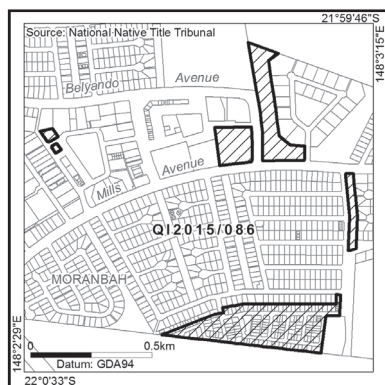 21°59'46"S
Source: National Native Title Tribunal
148°3'15"E
Avenue
Belyando
Avenue
Mills
QI2015/086
MORANBAH
148°2'29"E
0 0.5km
Datum: GDA94
22°0'33"S